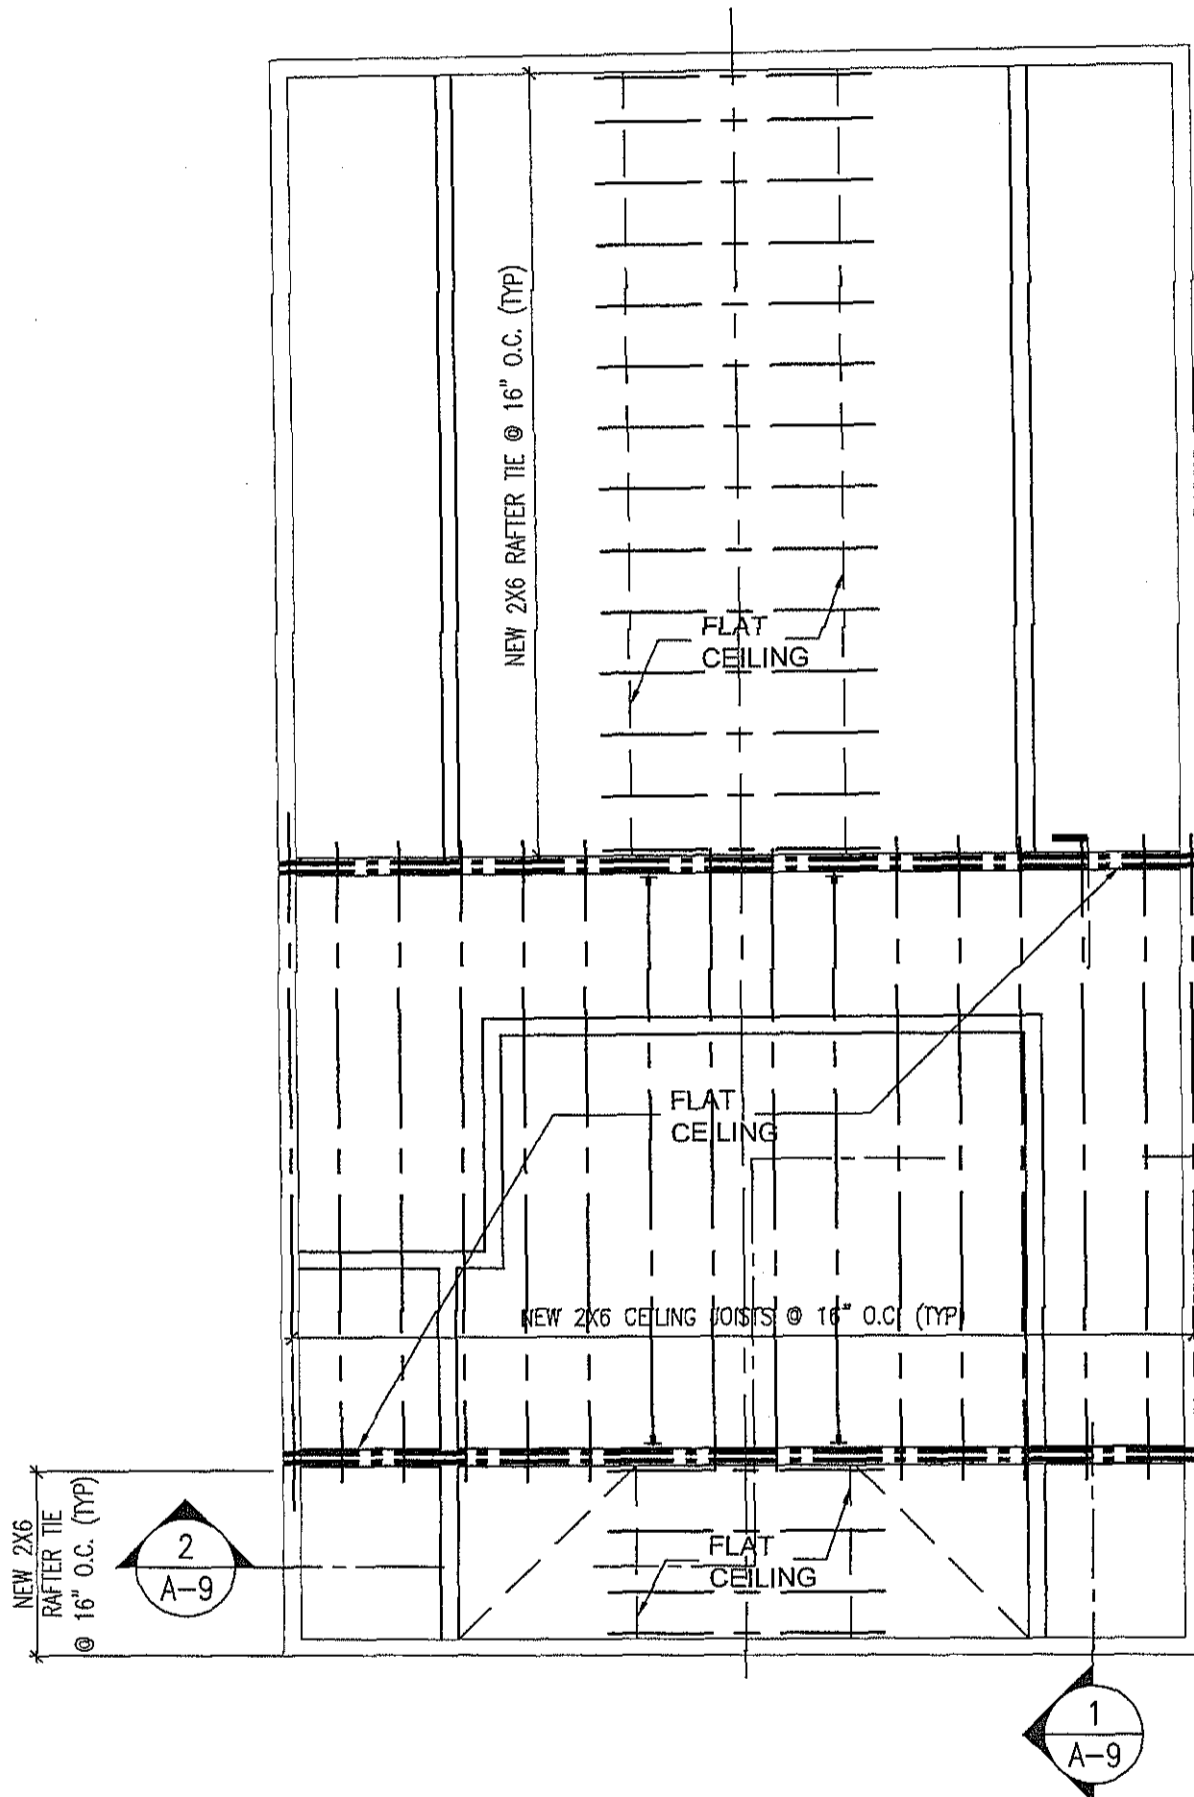 NEW 2X6 RAFTER TIE @ 16" O.C. (TYP)
FLAT
CEILING
FLAT
CEILING
NEW 2X6 CEILING JOISTS @ 16" O.C. (TYP)
NEW 2X6
RAFTER TIE
@ 16" O.C. (TYP)
2
A-9
FLAT
CEILING
1
A-9